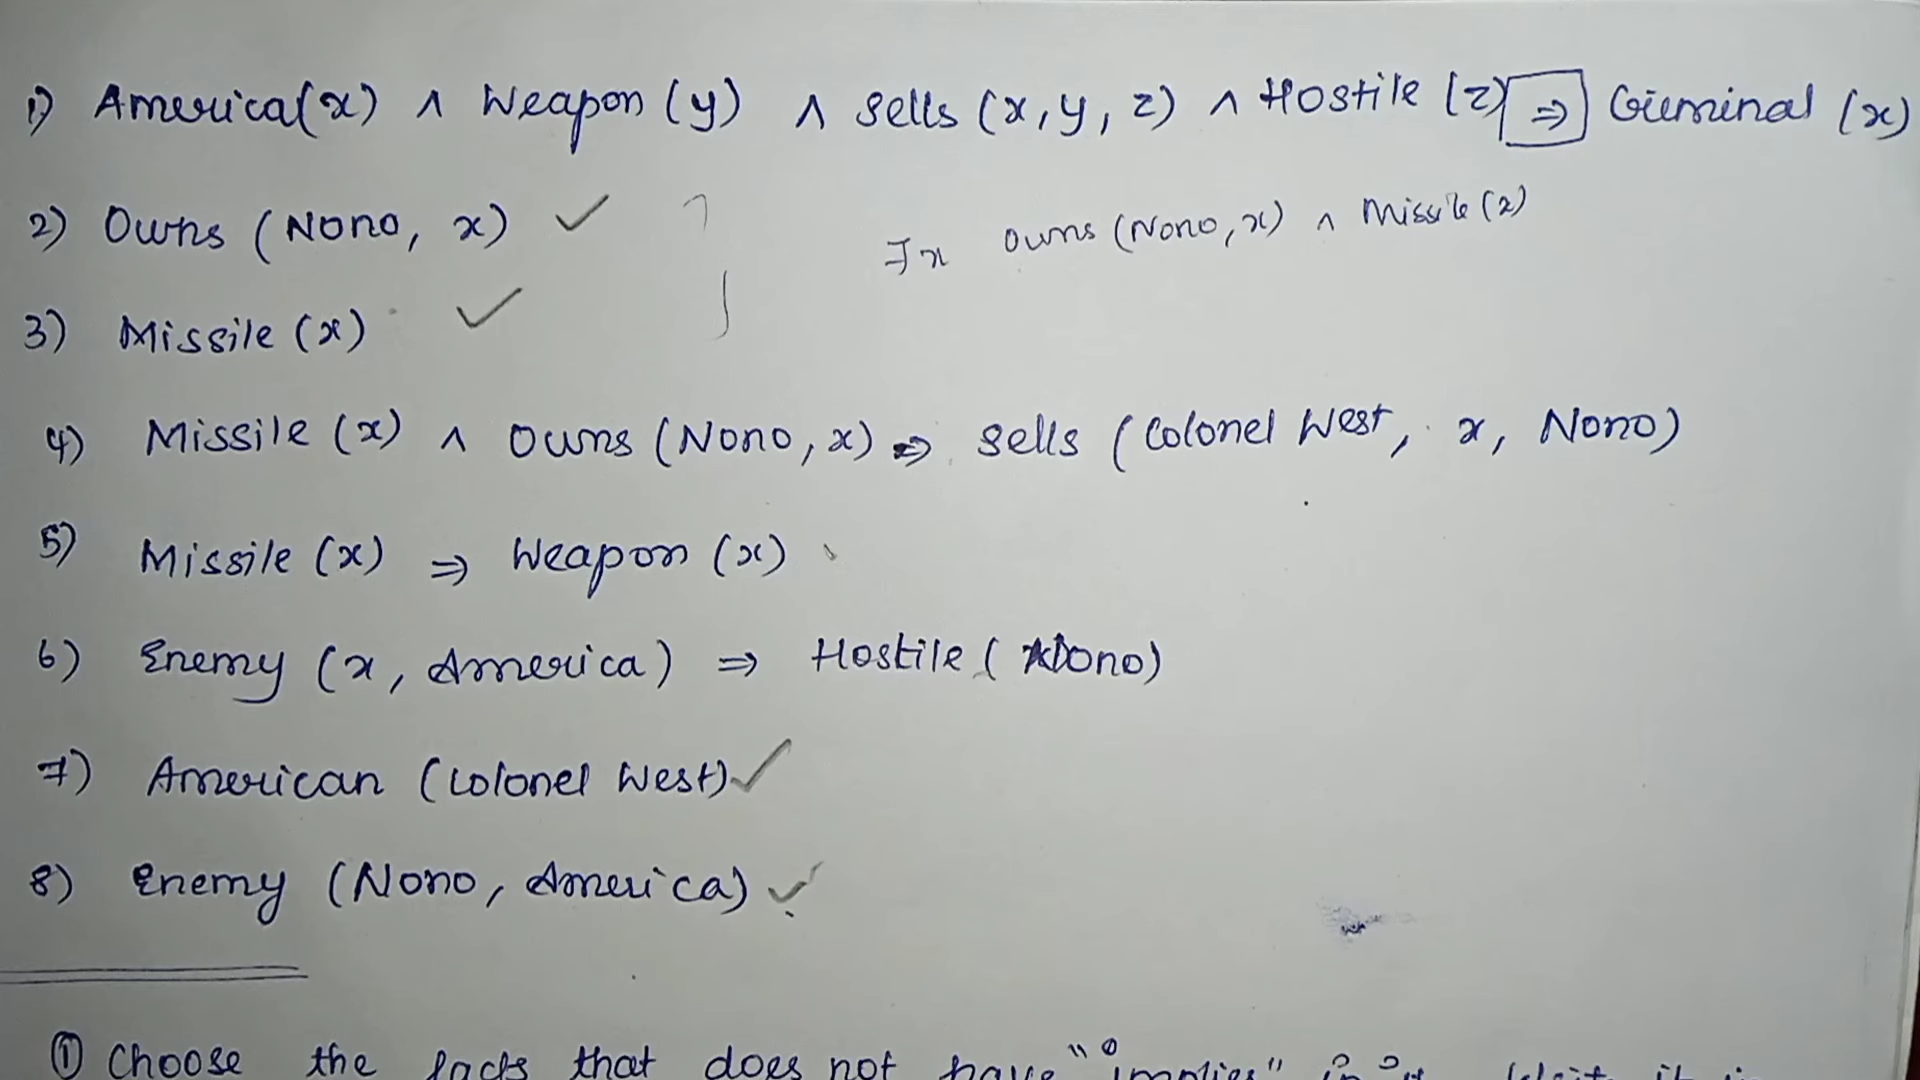 1) America(x) ∧ Weapon (y) ∧ Sells (x, y, z) ∧ Hostile (z) ⇒ Criminal (x)
2) Owns (Nono, x) ✓
∃x Owns (Nono, x) ∧ Missile (x)
3) Missile (x) ✓
4) Missile (x) ∧ Owns (Nono, x) ⇒ Sells (Colonel West, x, Nono)
5) Missile (x) ⇒ Weapon (x)
6) Enemy (x, America) ⇒ Hostile (Nono)
7) American (Colonel West) ✓
8) Enemy (Nono, America) ✓
① Choose the facts that does not have "implies" in it